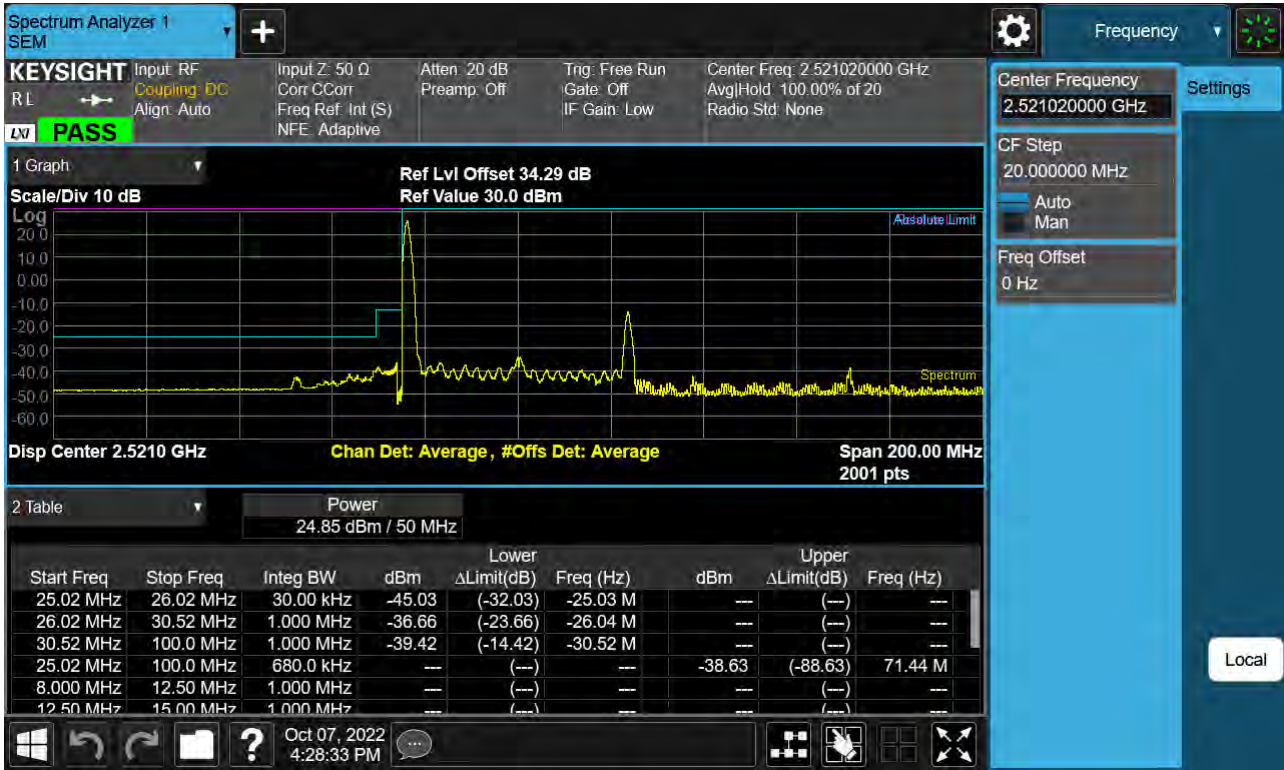 Spectrum Analyzer 1
SEM
Frequency
KEYSIGHT
RL
LXI PASS
Input: RF
Coupling: DC
Align: Auto
Input Z: 50 Ω
Corr CCorr
Freq Ref: Int (S)
NFE: Adaptive
Atten: 20 dB
Preamp: Off
Trig: Free Run
Gate: Off
IF Gain: Low
Center Freq: 2.521020000 GHz
Avg|Hold: 100.00% of 20
Radio Std: None
Center Frequency
2.521020000 GHz
Settings
CF Step
20.000000 MHz
Auto
Man
Freq Offset
0 Hz
1 Graph
Scale/Div 10 dB
Ref Lvl Offset 34.29 dB
Ref Value 30.0 dBm
Log
20.0
10.0
0.00
-10.0
-20.0
-30.0
-40.0
-50.0
-60.0
Limit
Spectrum
Disp Center 2.5210 GHz
Chan Det: Average , #Offs Det: Average
Span 200.00 MHz
2001 pts
2 Table
Power
24.85 dBm / 50 MHz
Lower Upper
Start Freq Stop Freq Integ BW dBm ΔLimit(dB) Freq (Hz) dBm ΔLimit(dB) Freq (Hz)
25.02 MHz 26.02 MHz 30.00 kHz -45.03 (-32.03) -25.03 M --- (---) ---
26.02 MHz 30.52 MHz 1.000 MHz -36.66 (-23.66) -26.04 M --- (---) ---
30.52 MHz 100.0 MHz 1.000 MHz -39.42 (-14.42) -30.52 M --- (---) ---
25.02 MHz 100.0 MHz 680.0 kHz --- (---) --- -38.63 (-88.63) 71.44 M
8.000 MHz 12.50 MHz 1.000 MHz --- (---) --- --- (---) ---
12.50 MHz 15.00 MHz 1.000 MHz --- (---) --- --- (---) ---
Local
?
Oct 07, 2022
4:28:33 PM